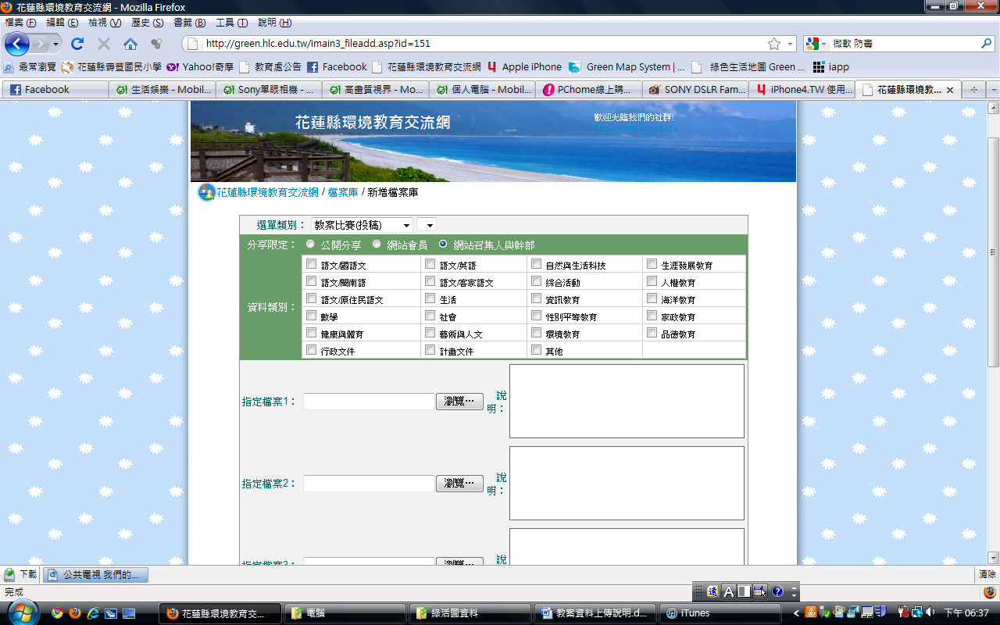 花蓮縣環境教育交流網 - Mozilla Firefox
檔案 (F) 編輯 (E) 檢視 (V) 歷史 (S) 書籤 (B) 工具 (T) 說明 (H)
http://green.hlc.edu.tw/imain3_fileadd.asp?id=151 微軟 防毒
最常瀏覽 花蓮縣壽豐國民小學 Yahoo!奇摩 教育處公告 Facebook 花蓮縣環境教育交流網 Apple iPhone Green Map System | ... 綠色生活地圖 Green ... iapp
Facebook 生活娛樂 - Mobil... Sony單眼相機 - ... 高畫質視界 - Mo... 個人電腦 - Mobil... PChome線上購... SONY DSLR Fam... iPhone4.TW 使用... 花蓮縣環境教...
花蓮縣環境教育交流網 歡迎光臨我們的社群!
http://green.hlc.edu.tw
花蓮縣環境教育交流網 / 檔案庫 / 新增檔案庫
選單類別： 教案比賽(投稿)
分享限定： 公開分享 網站會員 網站召集人與幹部
資料類別：
語文/國語文 語文/英語 自然與生活科技 生涯發展教育
語文/閩南語 語文/客家語文 綜合活動 人權教育
語文/原住民語文 生活 資訊教育 海洋教育
數學 社會 性別平等教育 家政教育
健康與體育 藝術與人文 環境教育 品德教育
行政文件 計畫文件 其他
指定檔案1： 瀏覽… 說明：
指定檔案2： 瀏覽… 說明：
指定檔案3： 瀏覽… 說
下載 公共電視 我們的... 清除
完成 速 A
花蓮縣環境教育交... 電腦 綠活圖資料 教案資料上傳說明.d... iTunes 下午 06:37